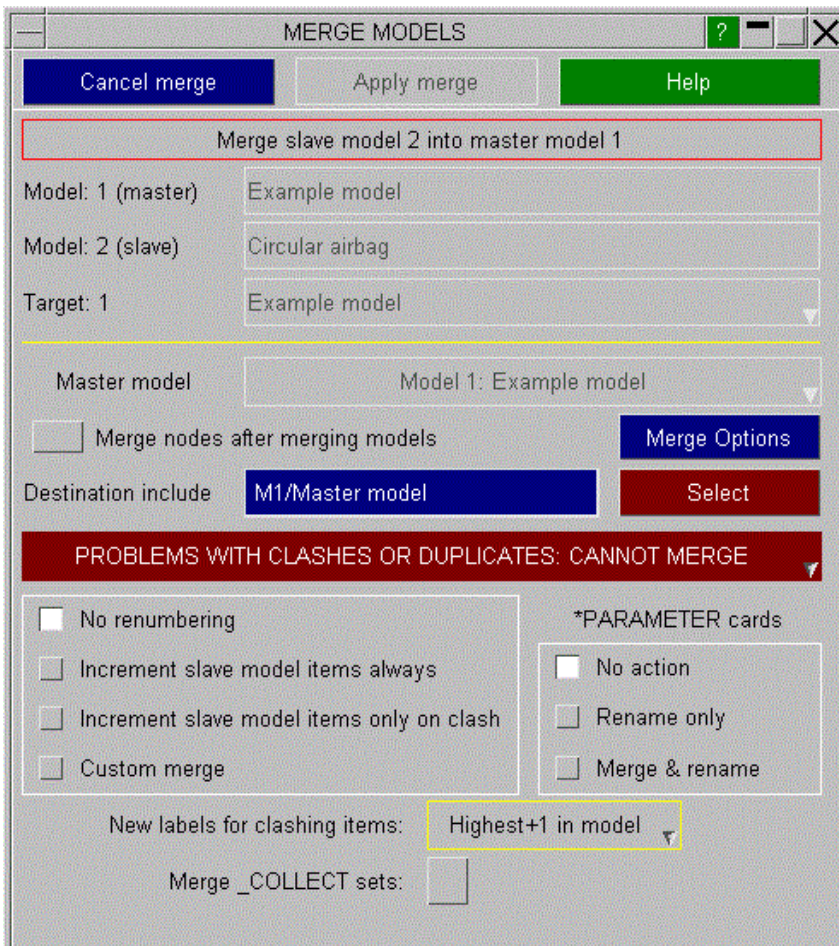 MERGE MODELS ?
Cancel merge Apply merge Help
Merge slave model 2 into master model 1
Model: 1 (master) Example model
Model: 2 (slave) Circular airbag
Target: 1 Example model
Master model Model 1: Example model
Merge nodes after merging models Merge Options
Destination include M1/Master model Select
PROBLEMS WITH CLASHES OR DUPLICATES: CANNOT MERGE
No renumbering *PARAMETER cards
Increment slave model items always No action
Increment slave model items only on clash Rename only
Custom merge Merge & rename
New labels for clashing items: Highest+1 in model
Merge _COLLECT sets: